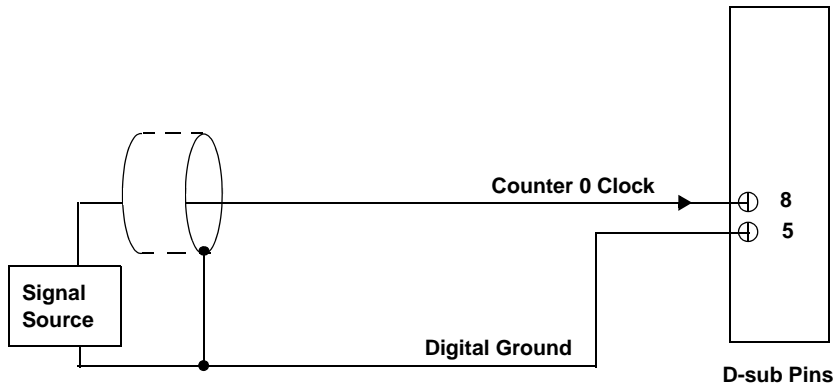 Counter 0 Clock
8
5
Signal
Source
Digital Ground
D-sub Pins